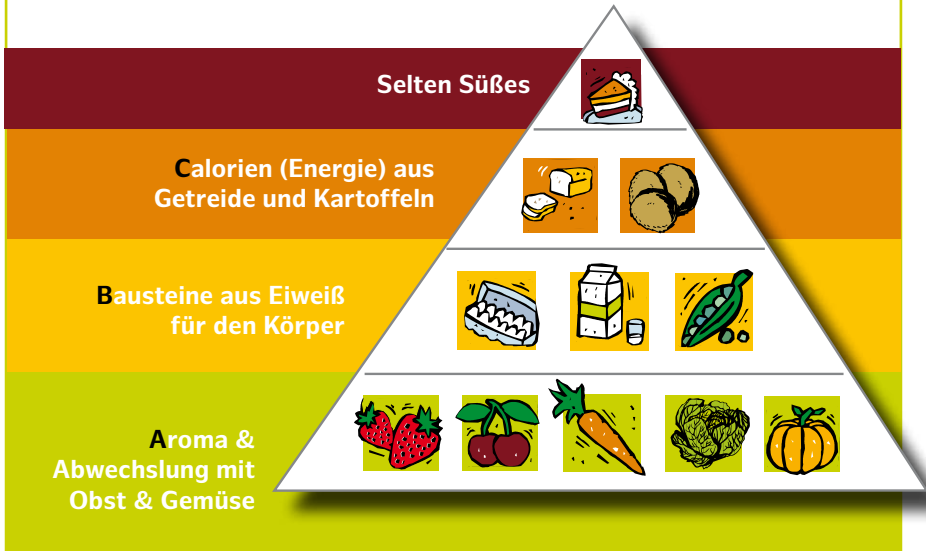 Selten Süßes
Calorien (Energie) aus
Getreide und Kartoffeln
Bausteine aus Eiweiß
für den Körper
Aroma &
Abwechslung mit
Obst & Gemüse